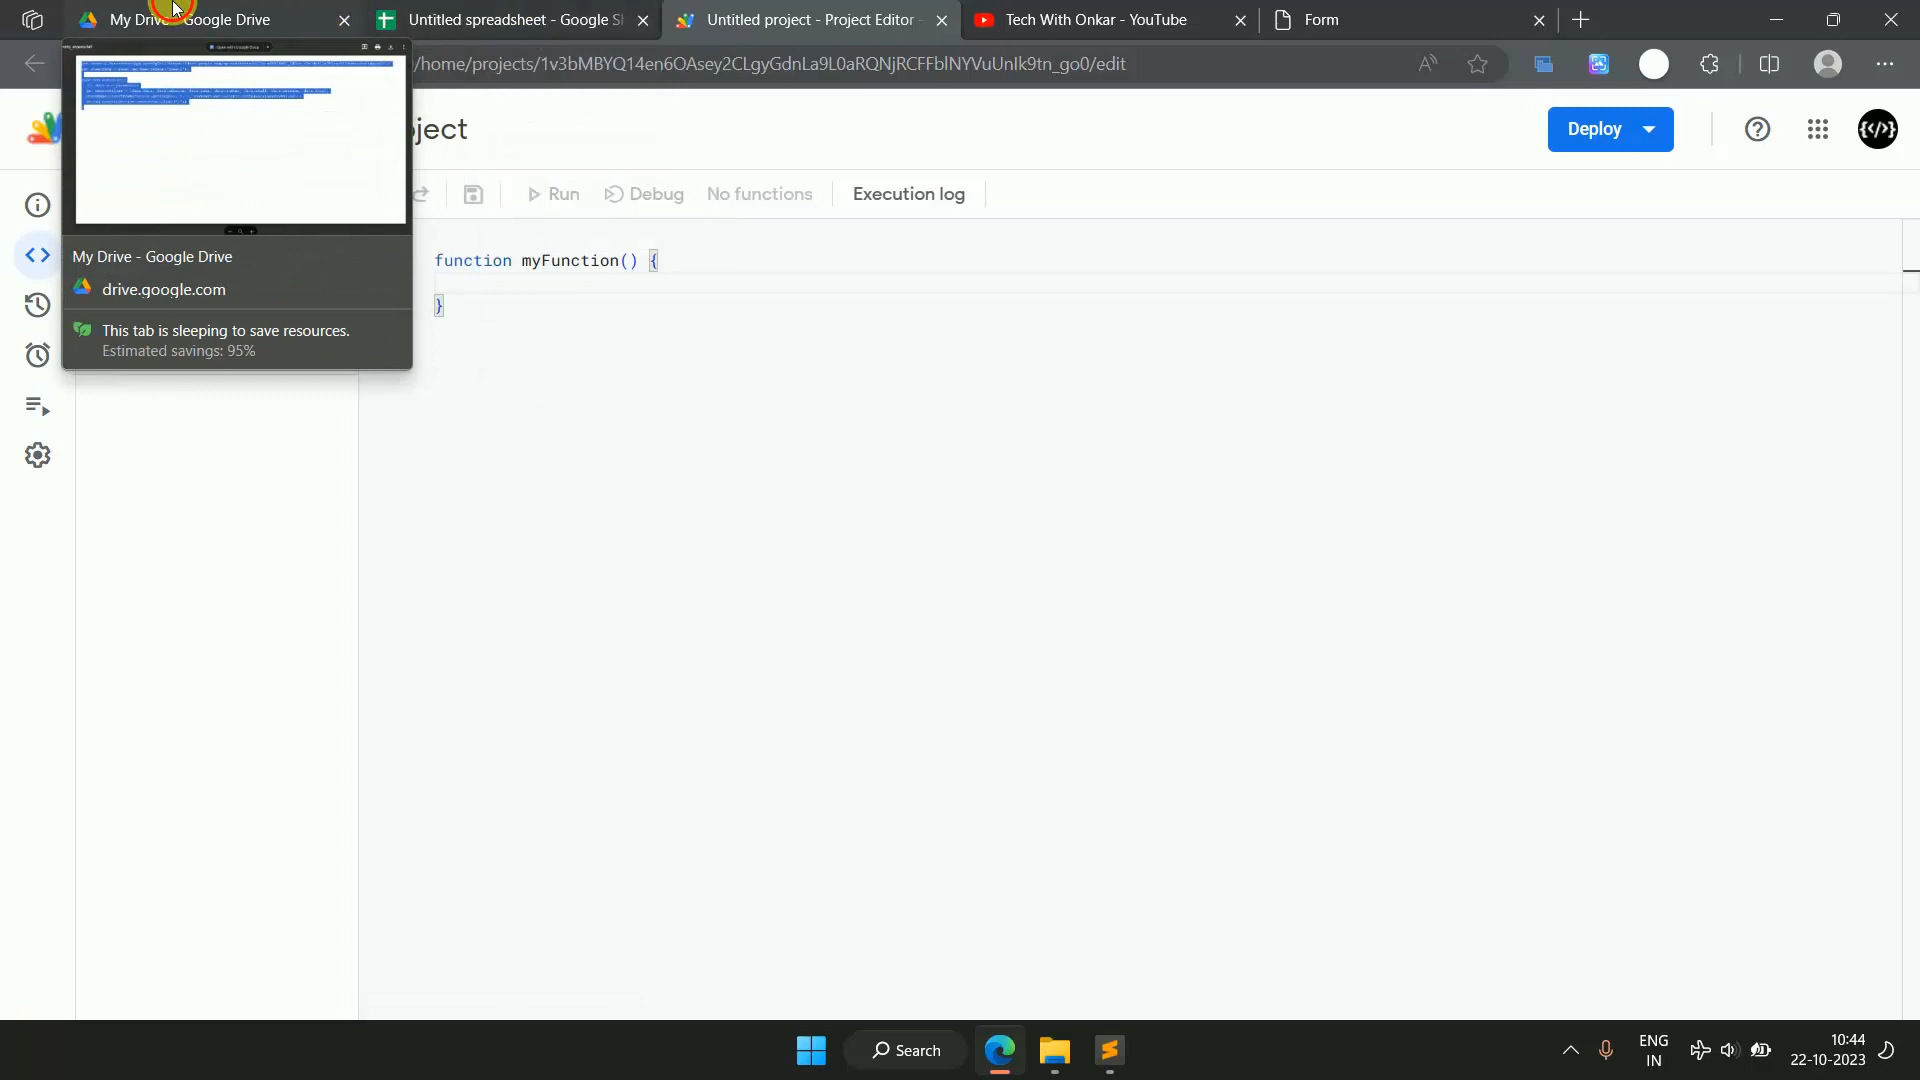 My Drive - Google Drive
Untitled spreadsheet - Google Sh
Untitled project - Project Editor -
Tech With Onkar - YouTube
Form
/home/projects/1v3bMBYQ14en6OAsey2CLgyGdnLa9L0aRQNjRCFFblNYVuUnlk9tn_go0/edit
oject
Deploy
{</>}
Run
Debug
No functions
Execution log
My Drive - Google Drive
drive.google.com
This tab is sleeping to save resources.
Estimated savings: 95%
function myFunction() {
}
Search
ENG
IN
10:44
22-10-2023